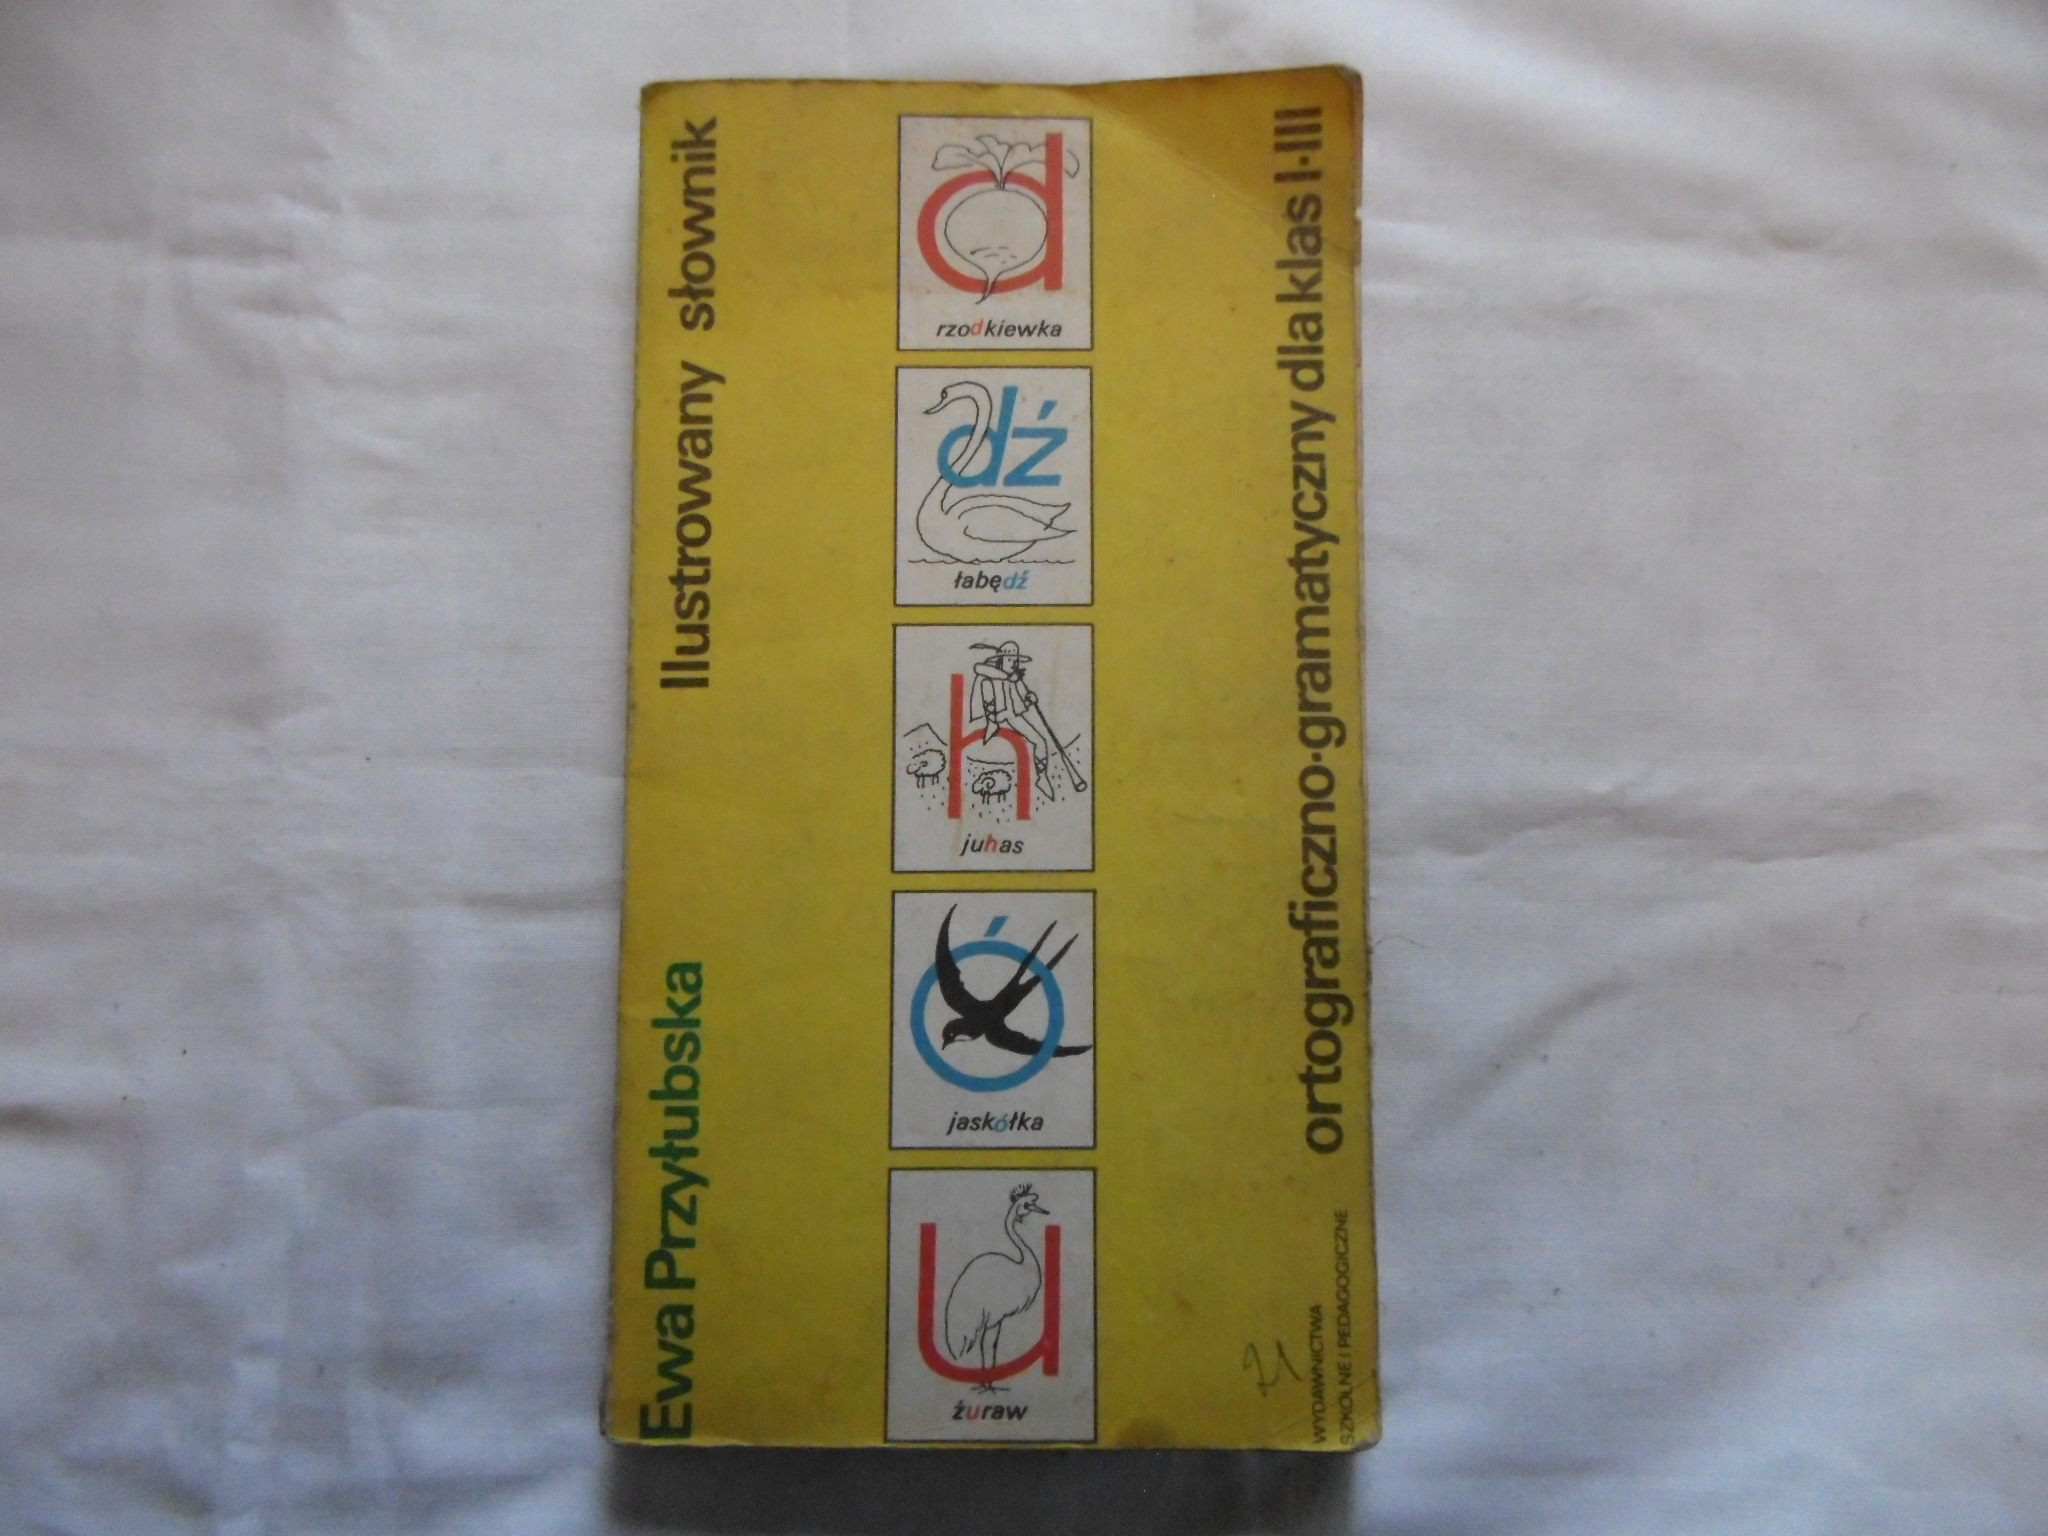 Ewa Przyłubska
Ilustrowany słownik
d
rzodkiewka
dź
łabędź
h
juhas
ó
jaskółka
u
żuraw
ortograficzno-gramatyczny dla klas I-III
WYDAWNICTWA
SZKOLNE I PEDAGOGICZNE